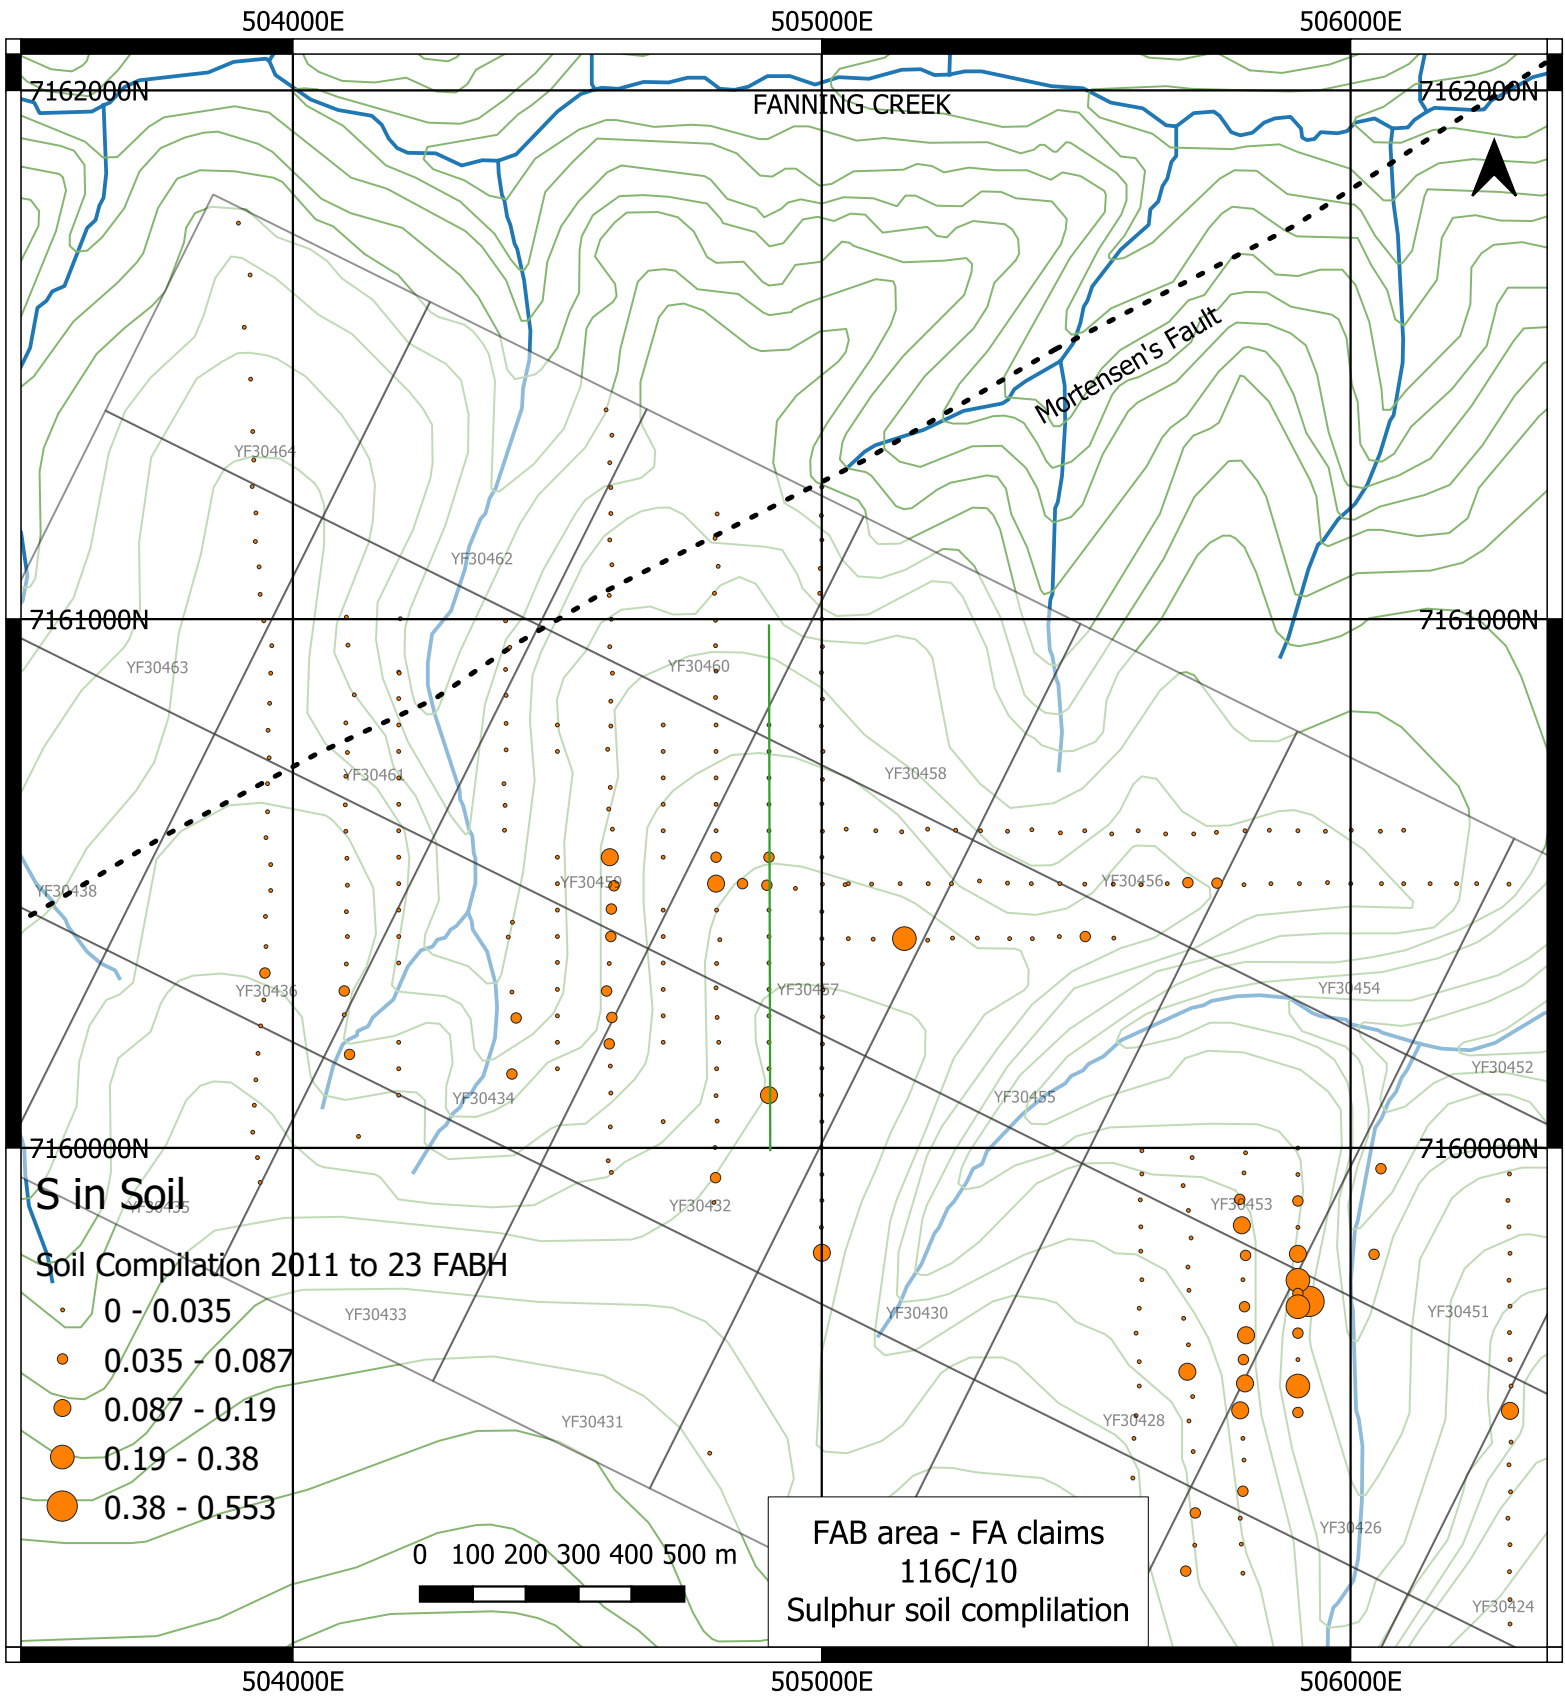 504000E 505000E 506000E
7162000N 7162000N
FANNING CREEK
Mortensen's Fault
YF30464
YF30462
7161000N 7161000N
YF30463 YF30460
YF30461 YF30458
YF30438 YF30459 YF30456
YF30436 YF30457 YF30454
YF30434 YF30455 YF30452
7160000N 7160000N
S in Soil
YF30435 YF30432 YF30453
Soil Compilation 2011 to 23 FABH
0 - 0.035
YF30433 YF30430 YF30451
0.035 - 0.087
0.087 - 0.19
YF30431 YF30428
0.19 - 0.38
0.38 - 0.553
YF30426
0 100 200 300 400 500 m
FAB area - FA claims
116C/10
Sulphur soil complilation
YF30424
504000E 505000E 506000E